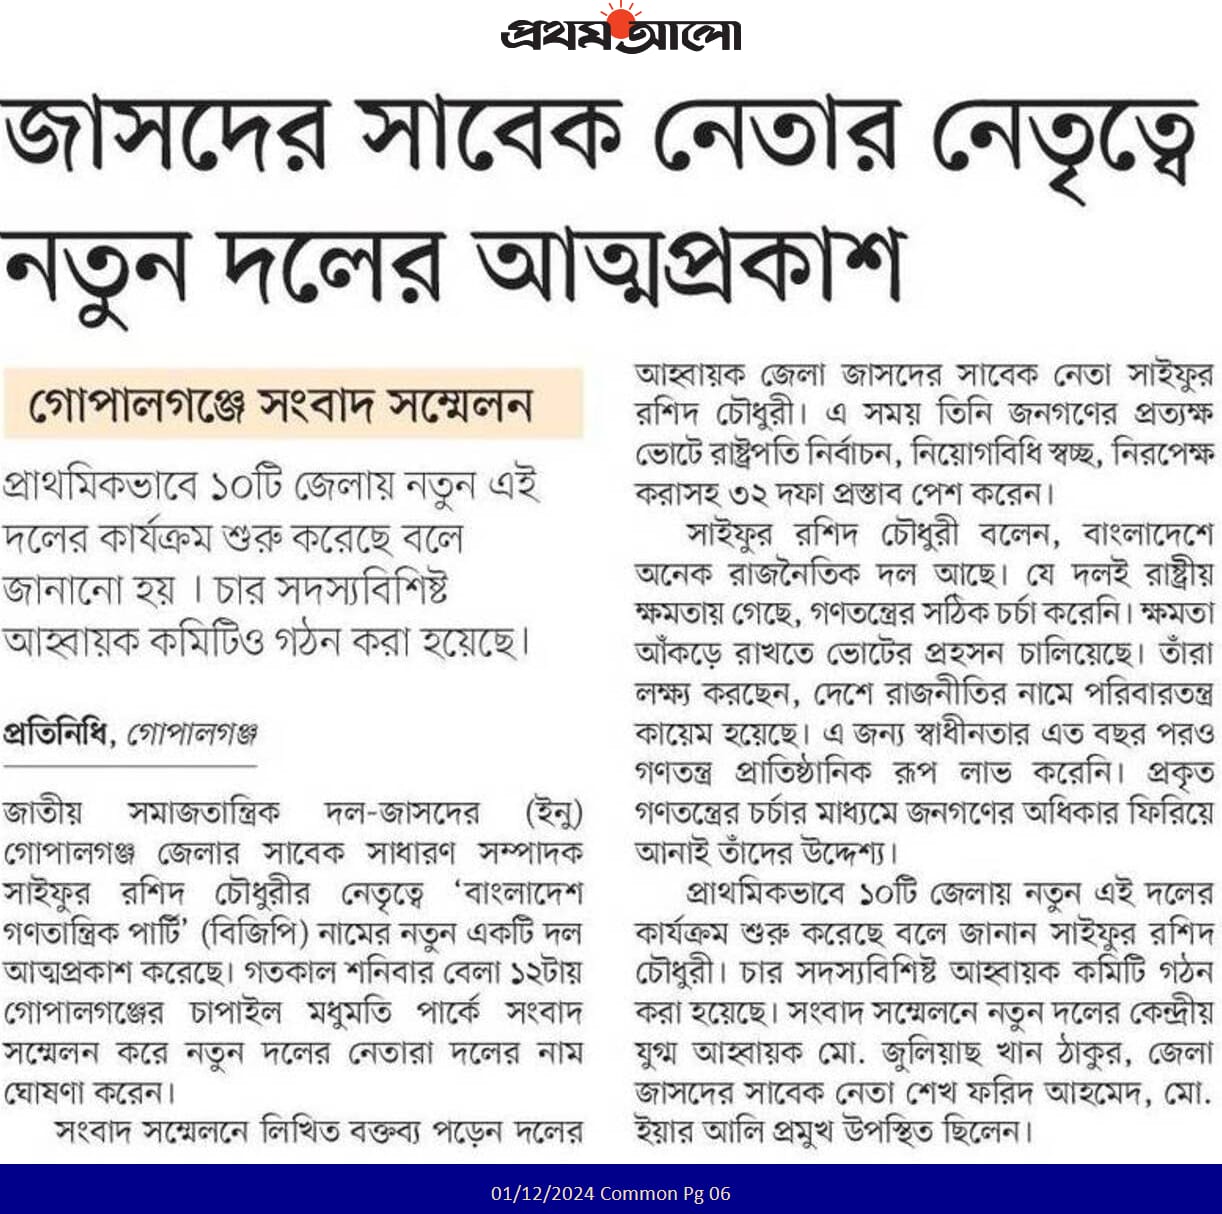 প্রথম আলো
জাসদের সাবেক নেতার নেতৃত্বে
নতুন দলের আত্মপ্রকাশ
গোপালগঞ্জে সংবাদ সম্মেলন
প্রাথমিকভাবে ১০টি জেলায় নতুন এই
দলের কার্যক্রম শুরু করেছে বলে
জানানো হয় । চার সদস্যবিশিষ্ট
আহ্বায়ক কমিটিও গঠন করা হয়েছে।
প্রতিনিধি, গোপালগঞ্জ
জাতীয় সমাজতান্ত্রিক দল-জাসদের (ইনু)
গোপালগঞ্জ জেলার সাবেক সাধারণ সম্পাদক
সাইফুর রশিদ চৌধুরীর নেতৃত্বে ‘বাংলাদেশ
গণতান্ত্রিক পার্টি’ (বিজিপি) নামের নতুন একটি দল
আত্মপ্রকাশ করেছে। গতকাল শনিবার বেলা ১২টায়
গোপালগঞ্জের চাপাইল মধুমতি পার্কে সংবাদ
সম্মেলন করে নতুন দলের নেতারা দলের নাম
ঘোষণা করেন।
সংবাদ সম্মেলনে লিখিত বক্তব্য পড়েন দলের
আহ্বায়ক জেলা জাসদের সাবেক নেতা সাইফুর
রশিদ চৌধুরী। এ সময় তিনি জনগণের প্রত্যক্ষ
ভোটে রাষ্ট্রপতি নির্বাচন, নিয়োগবিধি স্বচ্ছ, নিরপেক্ষ
করাসহ ৩২ দফা প্রস্তাব পেশ করেন।
সাইফুর রশিদ চৌধুরী বলেন, বাংলাদেশে
অনেক রাজনৈতিক দল আছে। যে দলই রাষ্ট্রীয়
ক্ষমতায় গেছে, গণতন্ত্রের সঠিক চর্চা করেনি। ক্ষমতা
আঁকড়ে রাখতে ভোটের প্রহসন চালিয়েছে। তাঁরা
লক্ষ্য করছেন, দেশে রাজনীতির নামে পরিবারতন্ত্র
কায়েম হয়েছে। এ জন্য স্বাধীনতার এত বছর পরও
গণতন্ত্র প্রাতিষ্ঠানিক রূপ লাভ করেনি। প্রকৃত
গণতন্ত্রের চর্চার মাধ্যমে জনগণের অধিকার ফিরিয়ে
আনাই তাঁদের উদ্দেশ্য।
প্রাথমিকভাবে ১০টি জেলায় নতুন এই দলের
কার্যক্রম শুরু করেছে বলে জানান সাইফুর রশিদ
চৌধুরী। চার সদস্যবিশিষ্ট আহ্বায়ক কমিটি গঠন
করা হয়েছে। সংবাদ সম্মেলনে নতুন দলের কেন্দ্রীয়
যুগ্ম আহ্বায়ক মো. জুলিয়াছ খান ঠাকুর, জেলা
জাসদের সাবেক নেতা শেখ ফরিদ আহমেদ, মো.
ইয়ার আলি প্রমুখ উপস্থিত ছিলেন।
01/12/2024 Common Pg 06